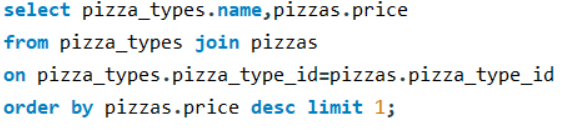 select pizza_types.name,pizzas.price
from pizza_types join pizzas
on pizza_types.pizza_type_id=pizzas.pizza_type_id
order by pizzas.price desc limit 1;